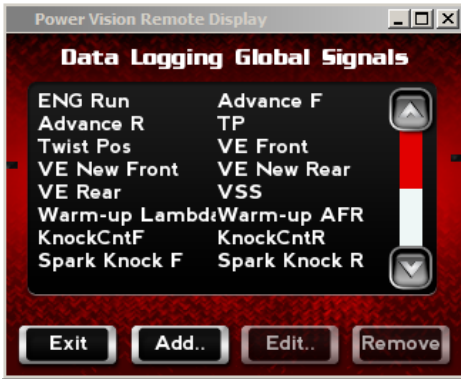 Power Vision Remote Display
Data Logging Global Signals
ENG Run Advance F
Advance R TP
Twist Pos VE Front
VE New Front VE New Rear
VE Rear VSS
Warm-up Lambda Warm-up AFR
KnockCntF KnockCntR
Spark Knock F Spark Knock R
Exit Add.. Edit.. Remove